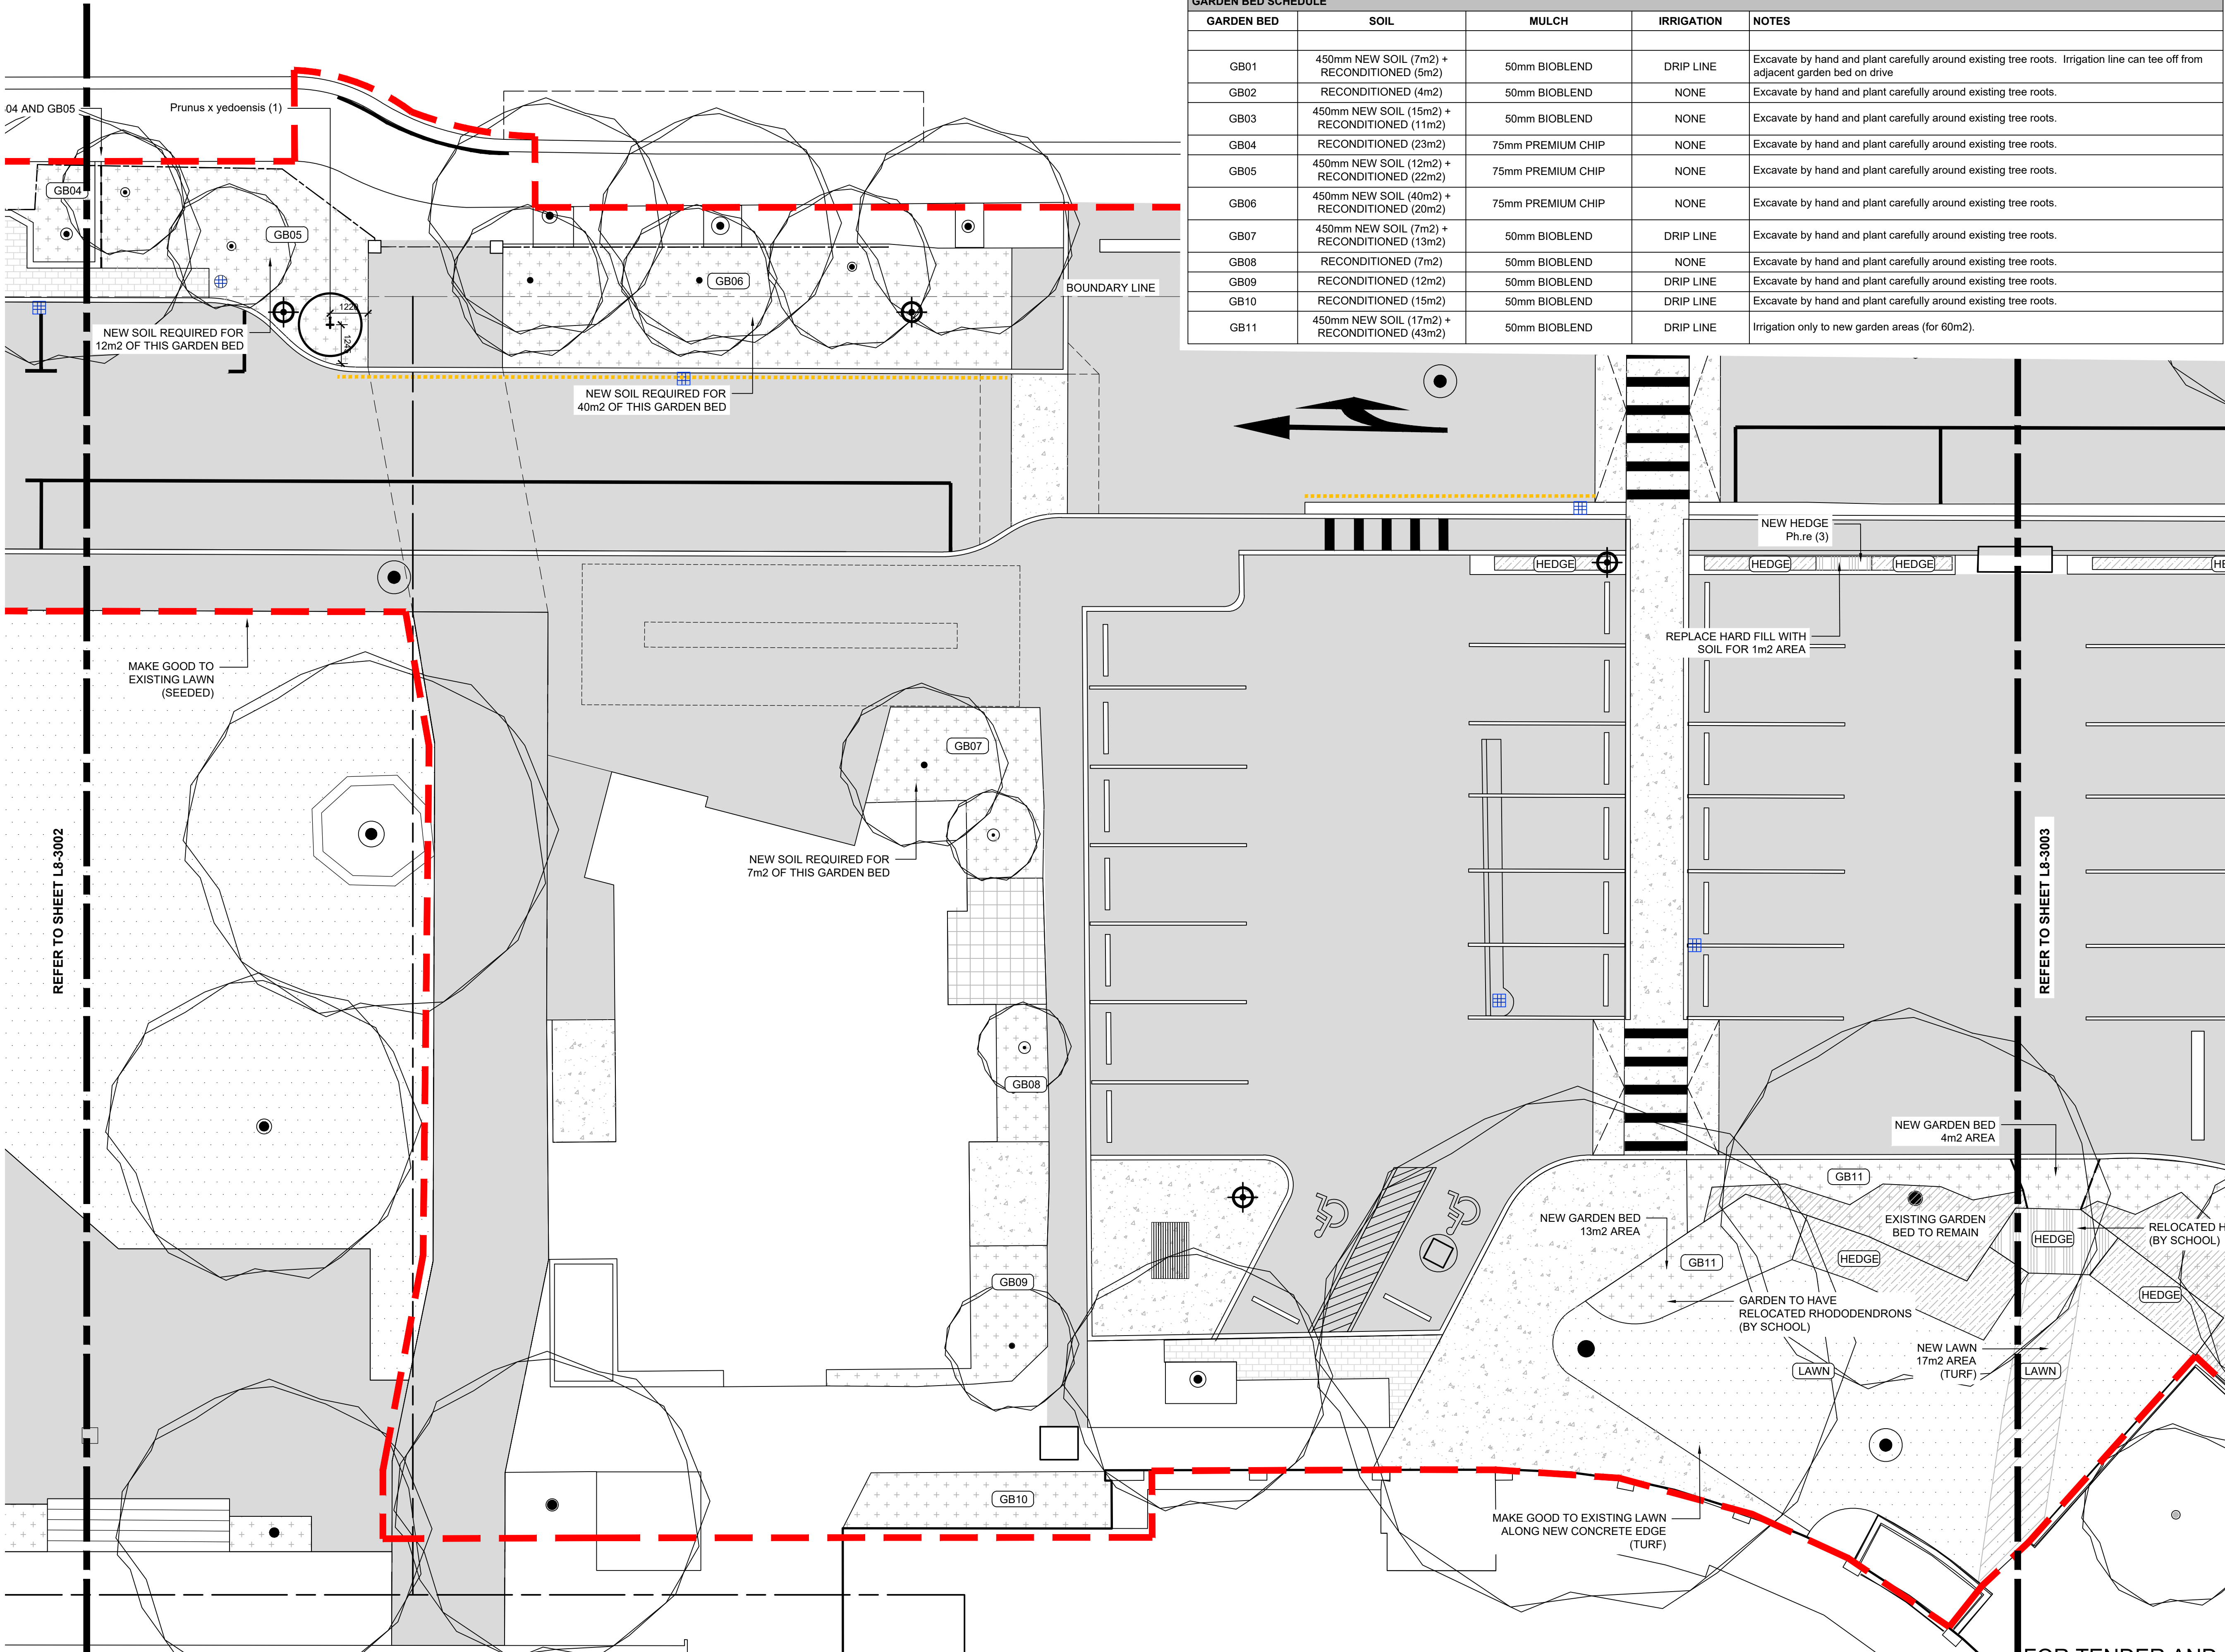 GARDEN BED SCHEDULE
GARDEN BED SOIL MULCH IRRIGATION NOTES
GB01 450mm NEW SOIL (7m2) + RECONDITIONED (5m2) 50mm BIOBLEND DRIP LINE Excavate by hand and plant carefully around existing tree roots. Irrigation line can tee off from adjacent garden bed on drive
GB02 RECONDITIONED (4m2) 50mm BIOBLEND NONE Excavate by hand and plant carefully around existing tree roots.
GB03 450mm NEW SOIL (15m2) + RECONDITIONED (11m2) 50mm BIOBLEND NONE Excavate by hand and plant carefully around existing tree roots.
GB04 RECONDITIONED (23m2) 75mm PREMIUM CHIP NONE Excavate by hand and plant carefully around existing tree roots.
GB05 450mm NEW SOIL (12m2) + RECONDITIONED (22m2) 75mm PREMIUM CHIP NONE Excavate by hand and plant carefully around existing tree roots.
GB06 450mm NEW SOIL (40m2) + RECONDITIONED (20m2) 75mm PREMIUM CHIP NONE Excavate by hand and plant carefully around existing tree roots.
GB07 450mm NEW SOIL (7m2) + RECONDITIONED (13m2) 50mm BIOBLEND DRIP LINE Excavate by hand and plant carefully around existing tree roots.
GB08 RECONDITIONED (7m2) 50mm BIOBLEND NONE Excavate by hand and plant carefully around existing tree roots.
GB09 RECONDITIONED (12m2) 50mm BIOBLEND DRIP LINE Excavate by hand and plant carefully around existing tree roots.
GB10 RECONDITIONED (15m2) 50mm BIOBLEND DRIP LINE Excavate by hand and plant carefully around existing tree roots.
GB11 450mm NEW SOIL (17m2) + RECONDITIONED (43m2) 50mm BIOBLEND DRIP LINE Irrigation only to new garden areas (for 60m2).
04 AND GB05
Prunus x yedoensis (1)
GB04
GB05
GB06
BOUNDARY LINE
1220
NEW SOIL REQUIRED FOR
12m2 OF THIS GARDEN BED
NEW SOIL REQUIRED FOR
40m2 OF THIS GARDEN BED
NEW HEDGE
Ph.re (3)
HEDGE
HEDGE
HEDGE
REPLACE HARD FILL WITH
SOIL FOR 1m2 AREA
MAKE GOOD TO
EXISTING LAWN
(SEEDED)
GB07
NEW SOIL REQUIRED FOR
7m2 OF THIS GARDEN BED
REFER TO SHEET L8-3002
REFER TO SHEET L8-3003
GB08
NEW GARDEN BED
4m2 AREA
GB11
NEW GARDEN BED
13m2 AREA
EXISTING GARDEN
BED TO REMAIN
RELOCATED H
(BY SCHOOL)
HEDGE
HEDGE
GB11
GB09
HEDGE
GARDEN TO HAVE
RELOCATED RHODODENDRONS
(BY SCHOOL)
NEW LAWN
17m2 AREA
(TURF)
LAWN
LAWN
GB10
MAKE GOOD TO EXISTING LAWN
ALONG NEW CONCRETE EDGE
(TURF)
FOR TENDER AND